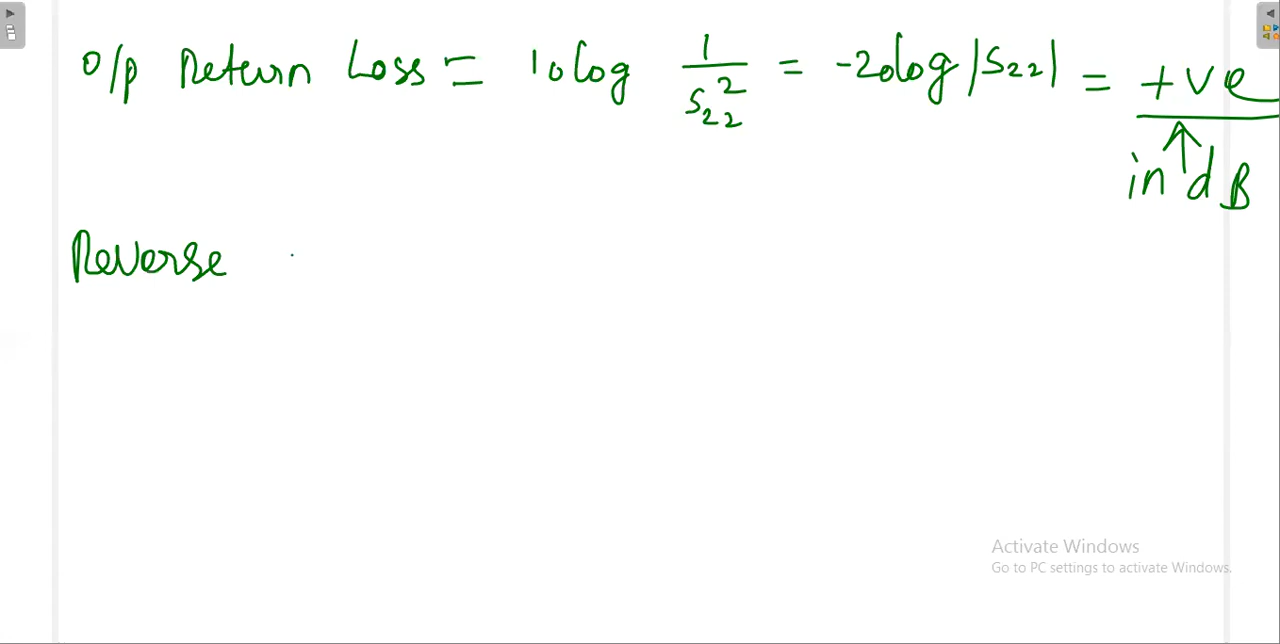 o/p Return Loss = 10log 1/S22² = -20log|S22| = +ve
↑
in dB
Reverse
Activate Windows
Go to PC settings to activate Windows.